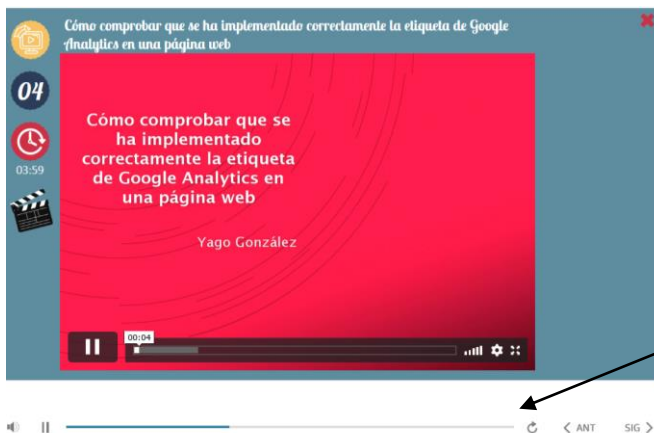 Cómo comprobar que se ha implementado correctamente la etiqueta de Google
Analytics en una página web
04
03:59
Cómo comprobar que se
ha implementado
correctamente la etiqueta
de Google Analytics en
una página web
Yago González
00:04
ANT
SIG